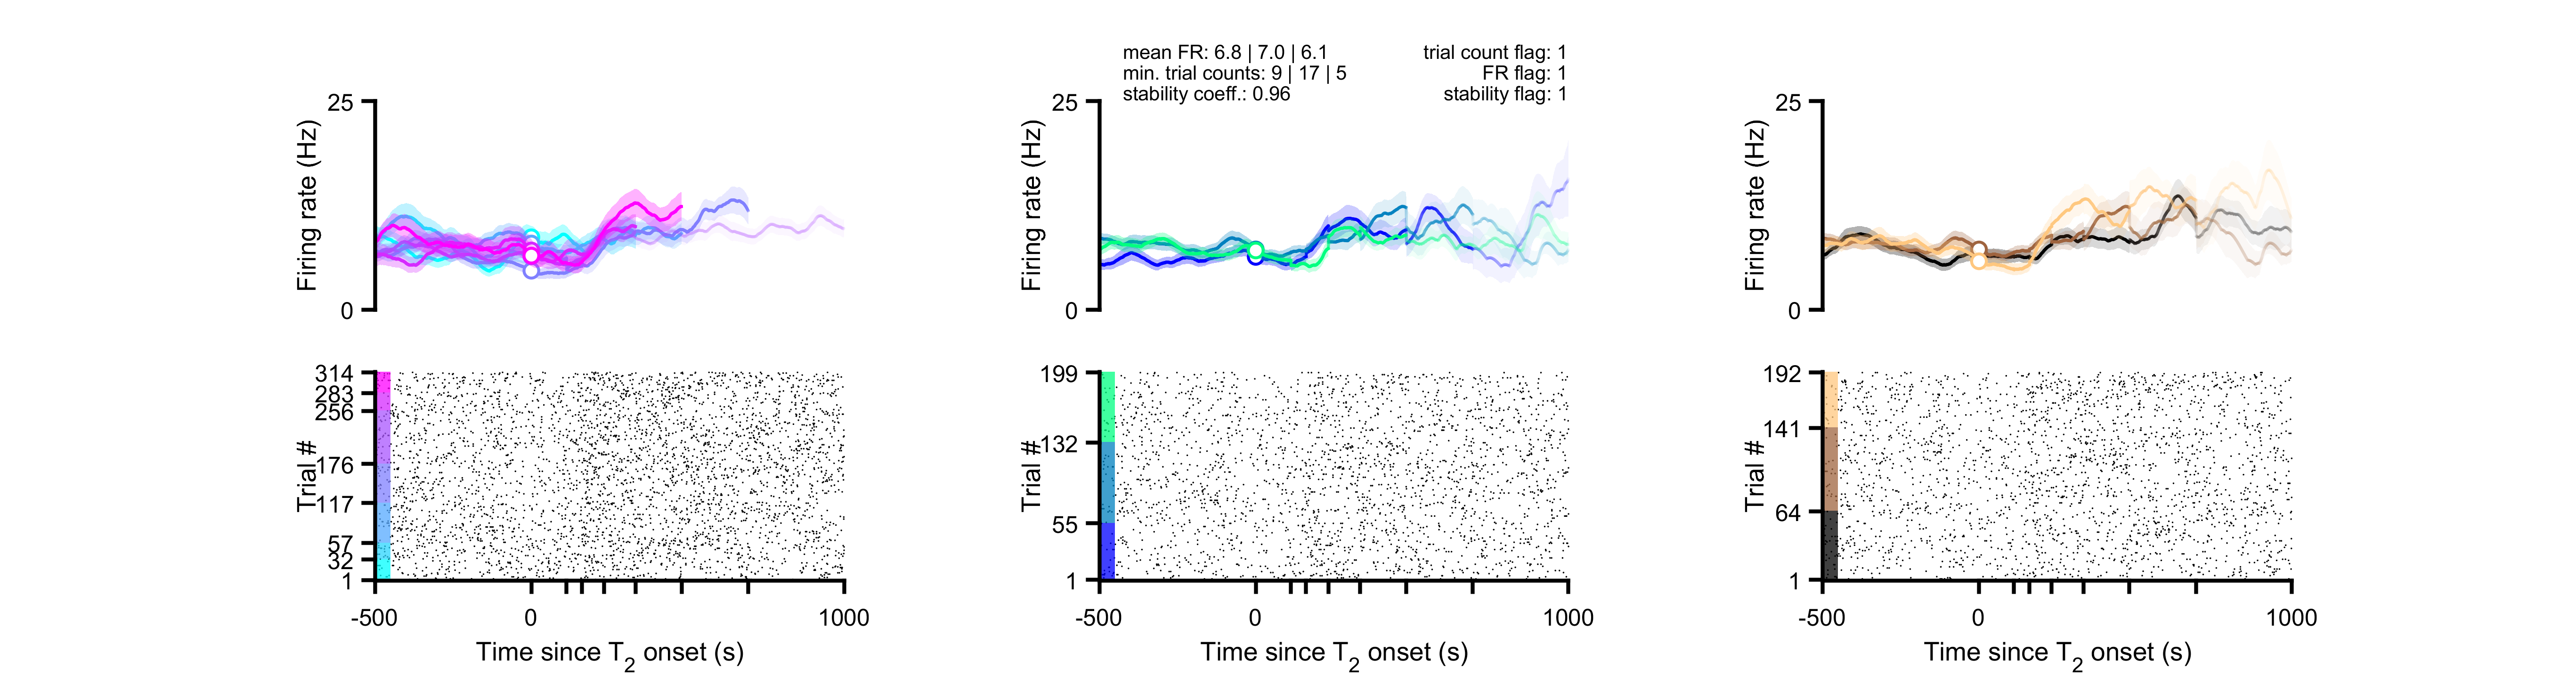 mean FR: 6.8 | 7.0 | 6.1
min. trial counts: 9 | 17 | 5
stability coeff.: 0.96
trial count flag: 1
FR flag: 1
stability flag: 1
25
0
Firing rate (Hz)
25
0
Firing rate (Hz)
25
0
Firing rate (Hz)
314
283
256
176
117
57
32
1
Trial #
-500
0
1000
Time since T2 onset (s)
199
132
55
1
Trial #
-500
0
1000
Time since T2 onset (s)
192
141
64
1
Trial #
-500
0
1000
Time since T2 onset (s)